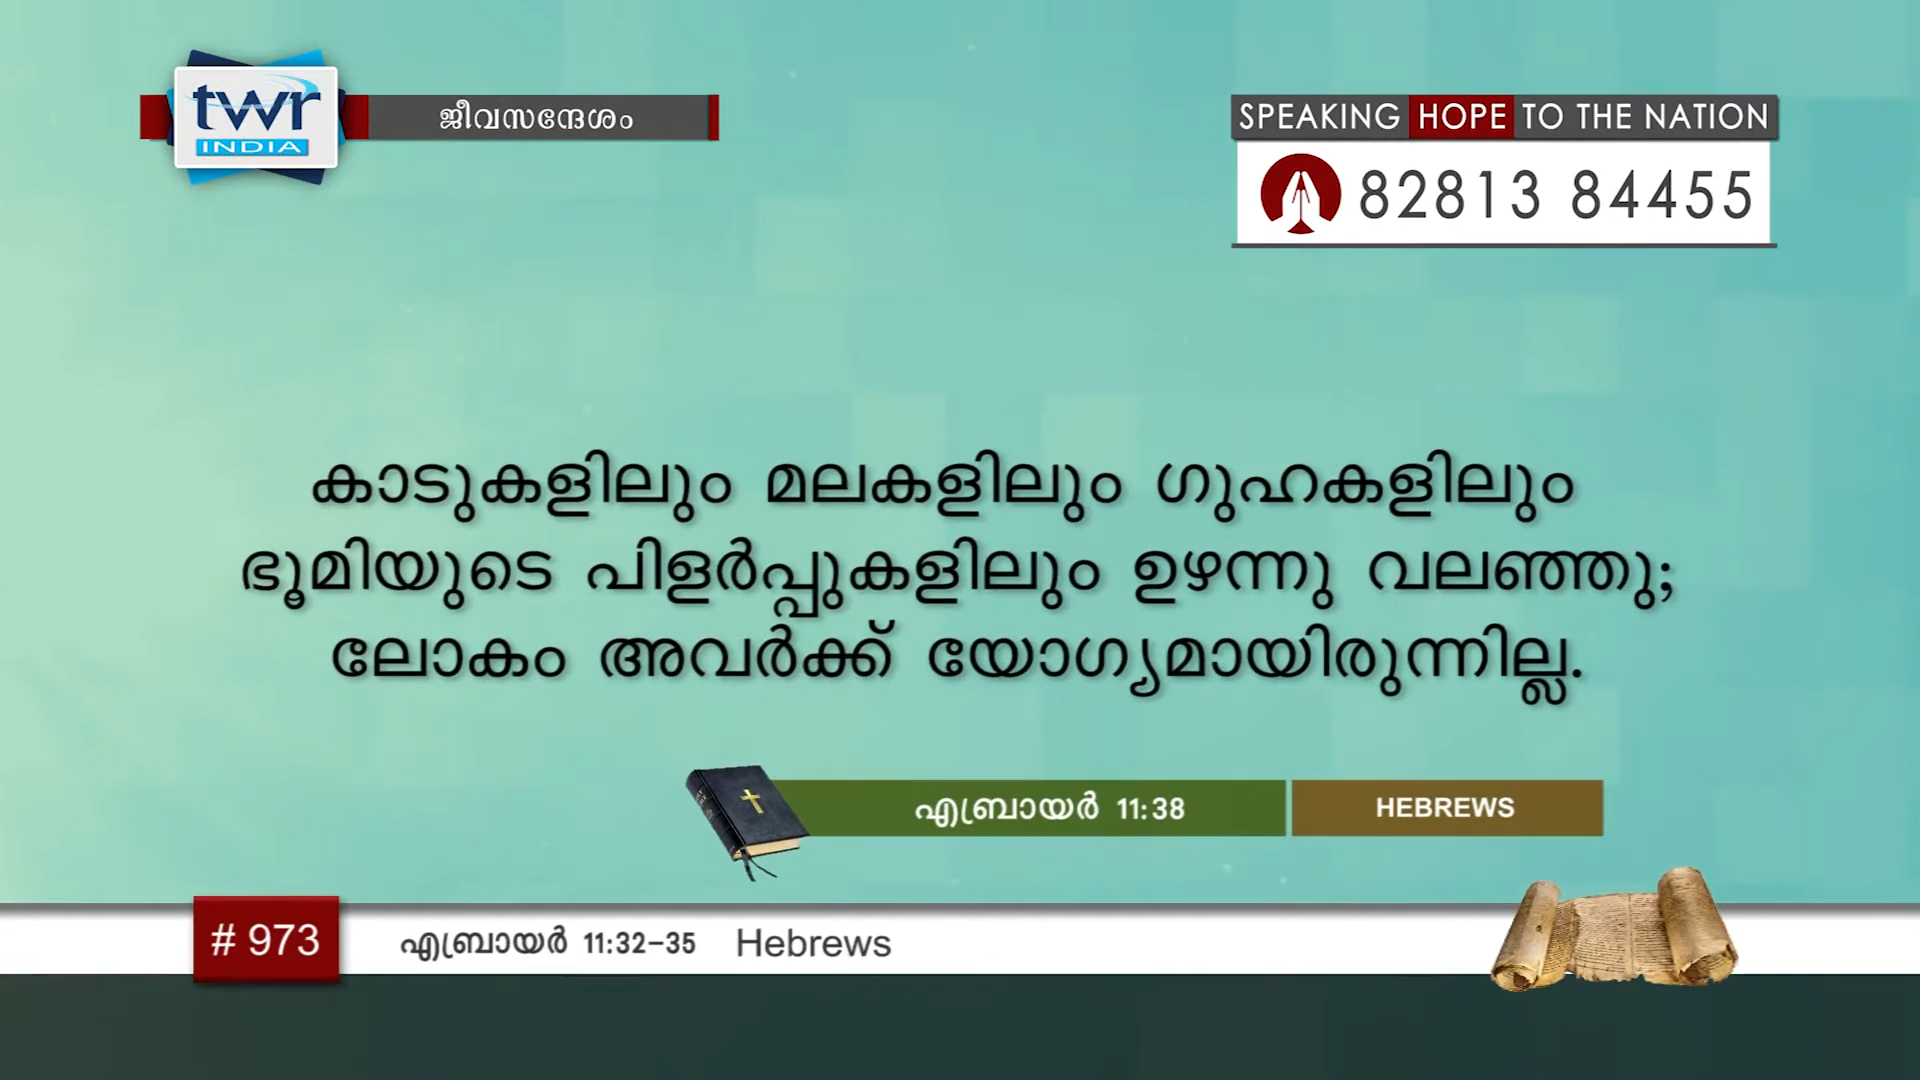 twr
INDIA
ജീവസന്ദേശം
SPEAKING HOPE TO THE NATION
82813 84455
കാടുകളിലും മലകളിലും ഗുഹകളിലും
ഭൂമിയുടെ പിളർപ്പുകളിലും ഉഴന്നു വലഞ്ഞു;
ലോകം അവർക്ക് യോഗ്യമായിരുന്നില്ല.
എബ്രായർ 11:38 HEBREWS
# 973 എബ്രായർ 11:32-35 Hebrews